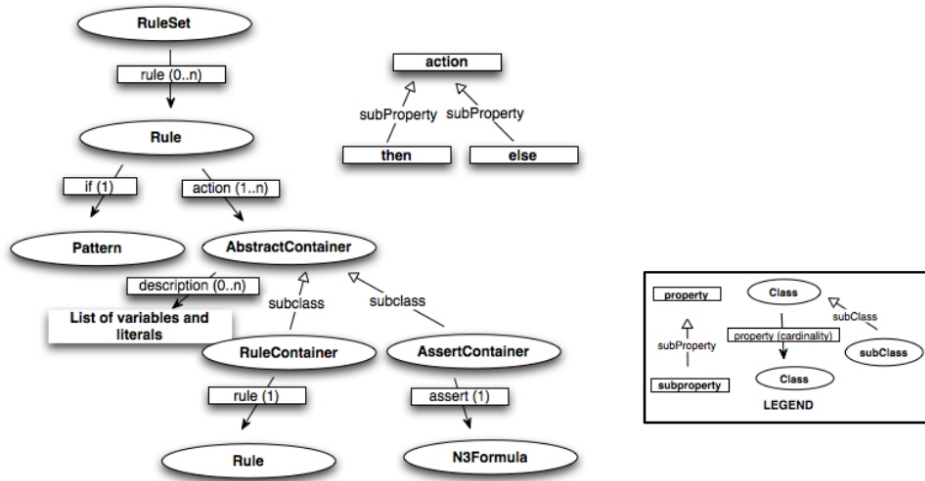 RuleSet
rule (0..n)
Rule
if (1)
action (1..n)
Pattern
AbstractContainer
description (0..n)
List of variables and
literals
subclass
subclass
RuleContainer
AssertContainer
rule (1)
assert (1)
Rule
N3Formula
action
subProperty
subProperty
then
else
property
Class
subClass
subProperty
property (cardinality)
subClass
subproperty
Class
LEGEND